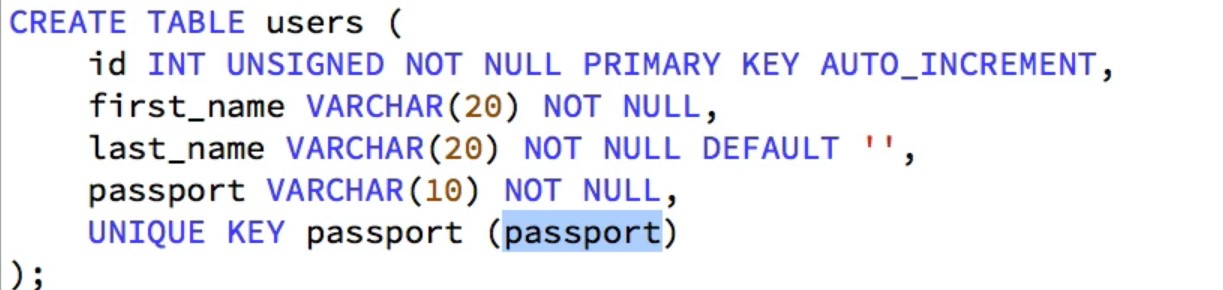 CREATE TABLE users (
    id INT UNSIGNED NOT NULL PRIMARY KEY AUTO_INCREMENT,
    first_name VARCHAR(20) NOT NULL,
    last_name VARCHAR(20) NOT NULL DEFAULT '',
    passport VARCHAR(10) NOT NULL,
    UNIQUE KEY passport (passport)
);